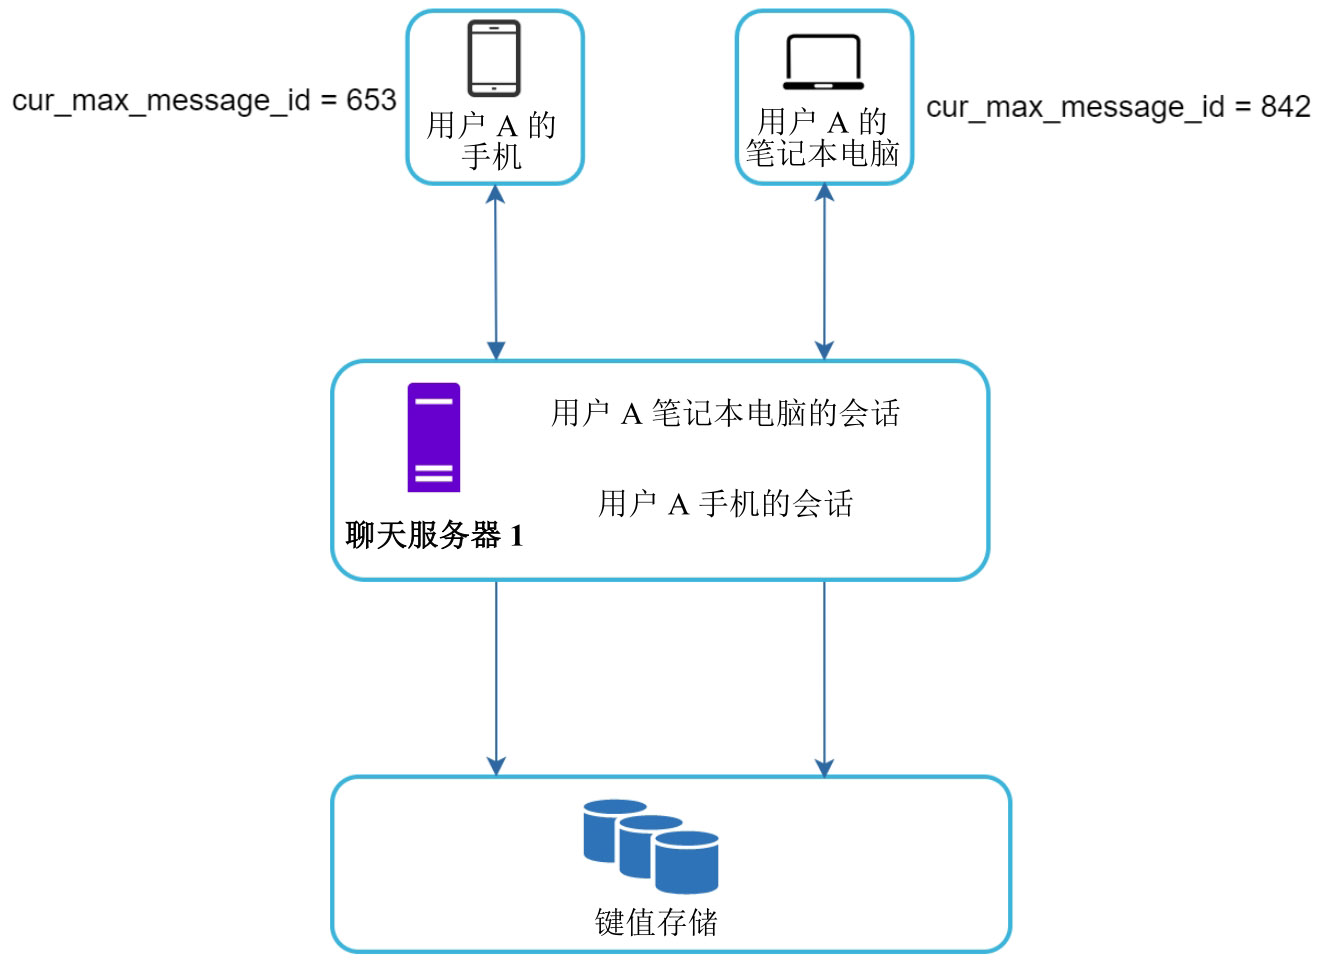 cur_max_message_id = 653
用户 A 的
手机
用户 A 的
笔记本电脑
cur_max_message_id = 842
用户 A 笔记本电脑的会话
用户 A 手机的会话
聊天服务器 1
键值存储